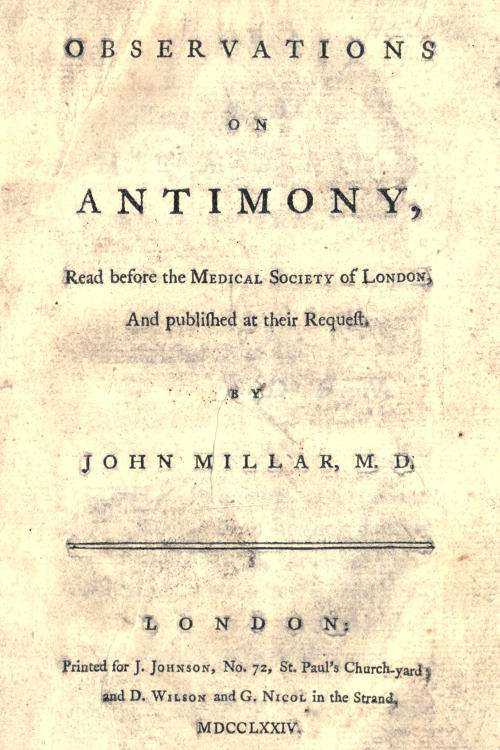 OBSERVATIONS
ON
ANTIMONY,
Read before the MEDICAL SOCIETY of LONDON,
And publiſhed at their Requeſt,
BY
JOHN MILLAR, M. D.
LONDON:
Printed for J. JOHNSON, No. 72, St. Paul's Church-yard;
and D. WILSON and G. NICOL in the Strand,
MDCCLXXIV.